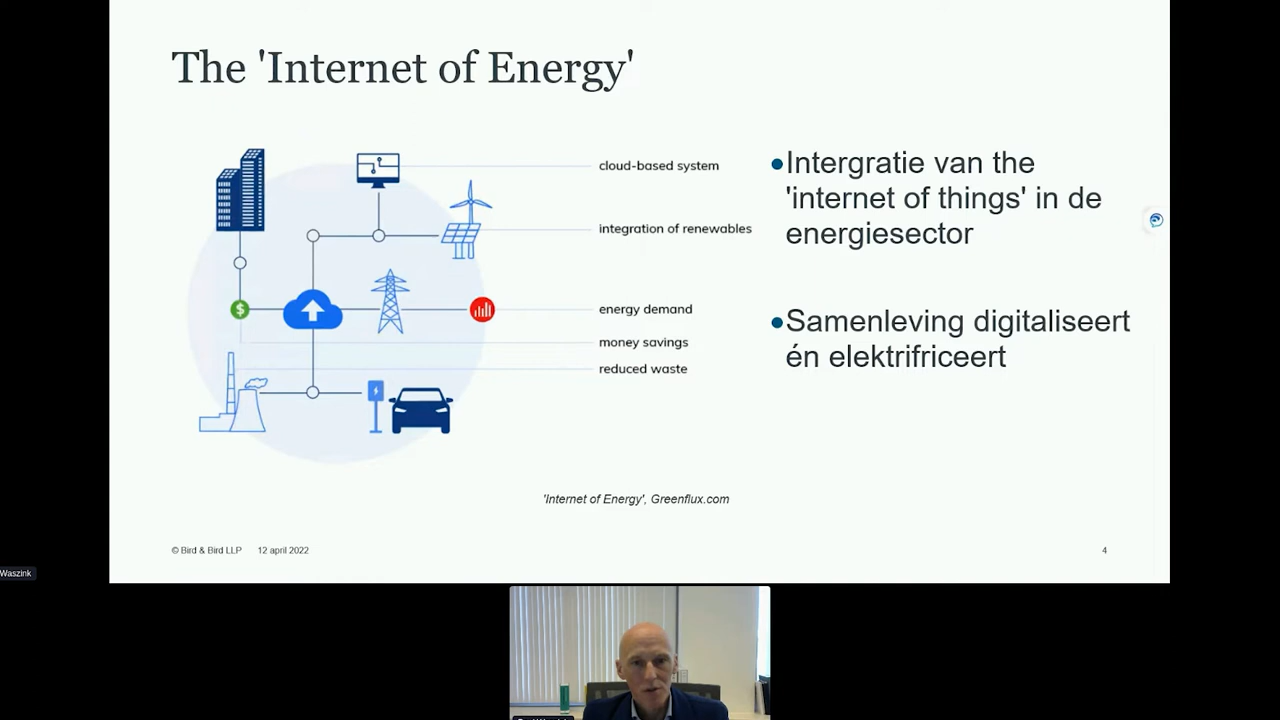 The 'Internet of Energy'
cloud-based system
integration of renewables
energy demand
money savings
reduced waste
$
•Intergratie van the
'internet of things' in de
energiesector
•Samenleving digitaliseert
én elektrifriceert
'Internet of Energy', Greenflux.com
© Bird & Bird LLP 12 april 2022
4
Waszink